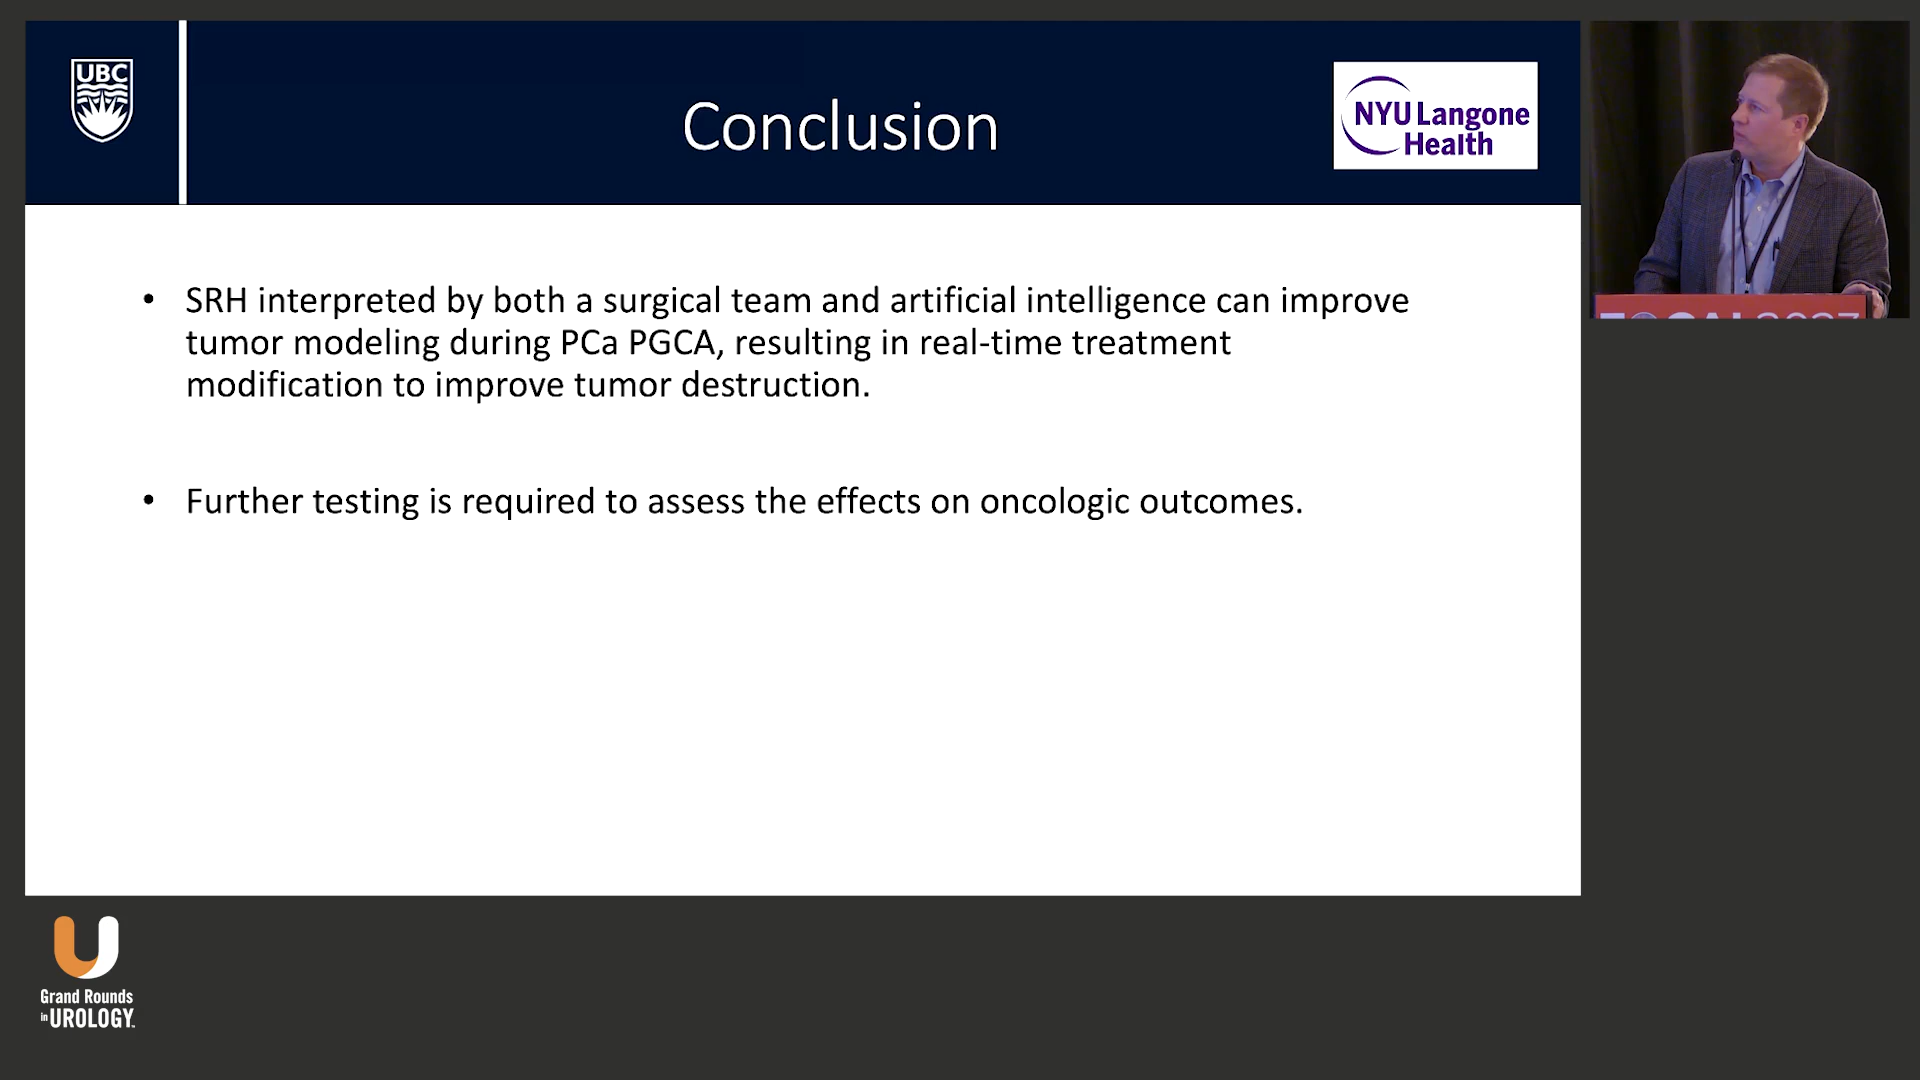 UBC
Conclusion
NYU Langone
Health
• SRH interpreted by both a surgical team and artificial intelligence can improve
tumor modeling during PCa PGCA, resulting in real-time treatment
modification to improve tumor destruction.
• Further testing is required to assess the effects on oncologic outcomes.
Grand Rounds
in UROLOGY